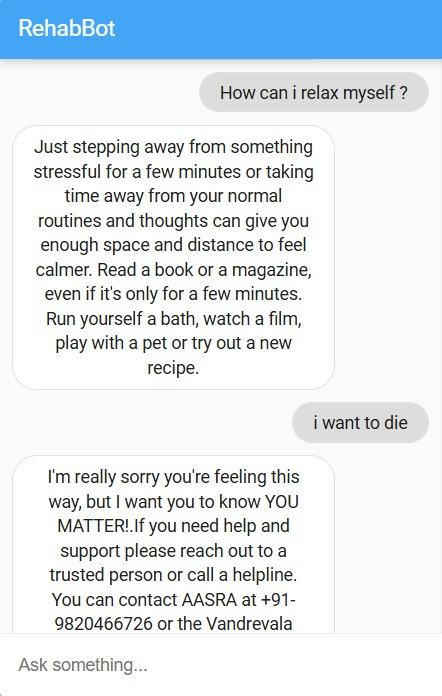 RehabBot
How can i relax myself ?
Just stepping away from something
stressful for a few minutes or taking
time away from your normal
routines and thoughts can give you
enough space and distance to feel
calmer. Read a book or a magazine,
even if it's only for a few minutes.
Run yourself a bath, watch a film,
play with a pet or try out a new
recipe.
i want to die
I'm really sorry you're feeling this
way, but I want you to know YOU
MATTER!.If you need help and
support please reach out to a
trusted person or call a helpline.
You can contact AASRA at +91-
9820466726 or the Vandrevala
Ask something...